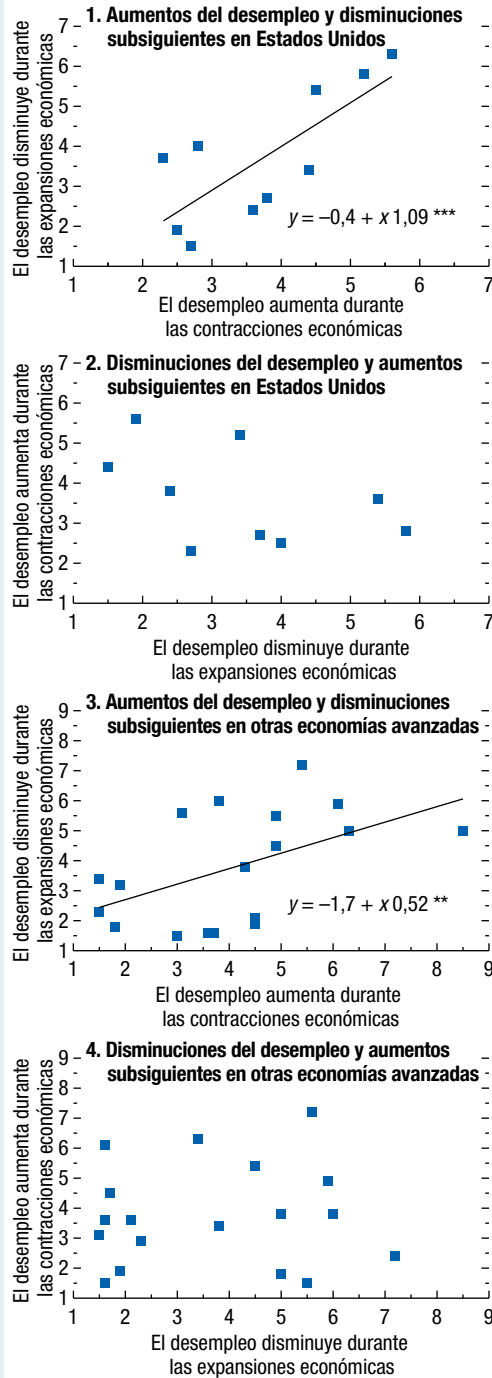 1. Aumentos del desempleo y disminuciones
subsiguientes en Estados Unidos
El desempleo disminuye durante
las expansiones económicas
7
6
5
4
3
2
1
y = –0,4 + x 1,09 ***
1 2 3 4 5 6 7
El desempleo aumenta durante
las contracciones económicas
2. Disminuciones del desempleo y aumentos
subsiguientes en Estados Unidos
El desempleo aumenta durante
las contracciones económicas
7
6
5
4
3
2
1
1 2 3 4 5 6 7
El desempleo disminuye durante
las expansiones económicas
3. Aumentos del desempleo y disminuciones
subsiguientes en otras economías avanzadas
El desempleo disminuye durante
las expansiones económicas
9
8
7
6
5
4
3
2
1
y = –1,7 + x 0,52 **
1 2 3 4 5 6 7 8 9
El desempleo aumenta durante
las contracciones económicas
4. Disminuciones del desempleo y aumentos
subsiguientes en otras economías avanzadas
El desempleo aumenta durante
las contracciones económicas
9
8
7
6
5
4
3
2
1
1 2 3 4 5 6 7 8 9
El desempleo disminuye durante
las expansiones económicas